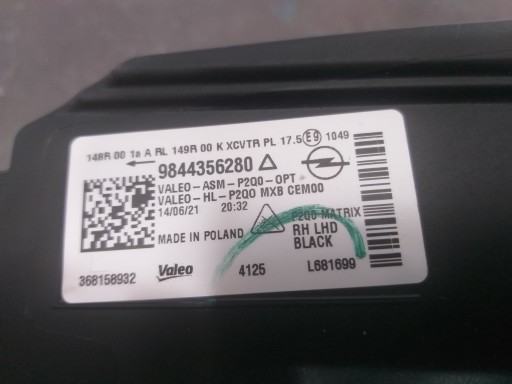 148R 00 1a A RL 149R 00 K XCVTR PL 17.5 E9 1049
9844356280
VALEO-ASM-P2Q0-OPT
VALEO-HL-P2Q0 MXB CEM00
14/06/21 20:32
P2Q0 MATRIX
MADE IN POLAND
RH LHD
BLACK
368158932 Valeo 4125 L681699